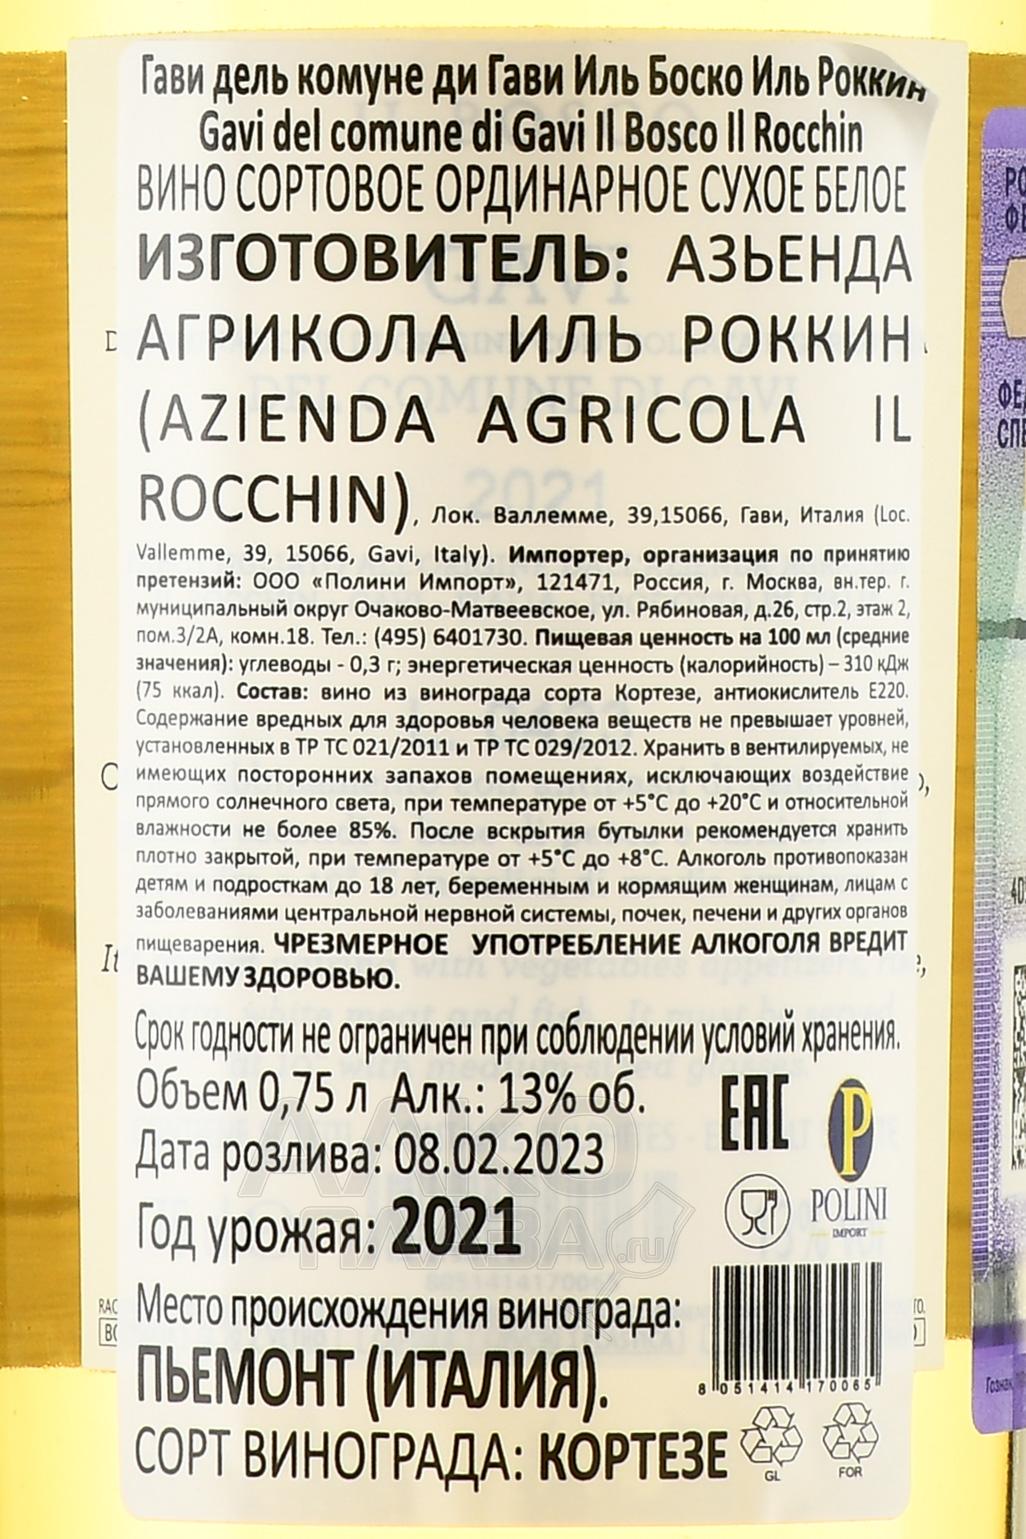 Гави дель комуне ди Гави Иль Боско Иль Роккин
Gavi del comune di Gavi Il Bosco Il Rocchin
ВИНО СОРТОВОЕ ОРДИНАРНОЕ СУХОЕ БЕЛОЕ
ИЗГОТОВИТЕЛЬ: АЗЬЕНДА
АГРИКОЛА ИЛЬ РОККИН
(AZIENDA AGRICOLA IL
ROCCHIN), Лок. Валлемме, 39,15066, Гави, Италия (Loc.
Vallemme, 39, 15066, Gavi, Italy). Импортер, организация по принятию
претензий: ООО «Полини Импорт», 121471, Россия, г. Москва, вн.тер. г.
муниципальный округ Очаково-Матвеевское, ул. Рябиновая, д.26, стр.2, этаж 2,
пом.3/2А, комн.18. Тел.: (495) 6401730. Пищевая ценность на 100 мл (средние
значения): углеводы - 0,3 г; энергетическая ценность (калорийность) – 310 кДж
(75 ккал). Состав: вино из винограда сорта Кортезе, антиокислитель Е220.
Содержание вредных для здоровья человека веществ не превышает уровней,
установленных в ТР ТС 021/2011 и ТР ТС 029/2012. Хранить в вентилируемых, не
имеющих посторонних запахов помещениях, исключающих воздействие
прямого солнечного света, при температуре от +5°С до +20°С и относительной
влажности не более 85%. После вскрытия бутылки рекомендуется хранить
плотно закрытой, при температуре от +5°С до +8°С. Алкоголь противопоказан
детям и подросткам до 18 лет, беременным и кормящим женщинам, лицам с
заболеваниями центральной нервной системы, почек, печени и других органов
пищеварения. ЧРЕЗМЕРНОЕ УПОТРЕБЛЕНИЕ АЛКОГОЛЯ ВРЕДИТ
ВАШЕМУ ЗДОРОВЬЮ.
Срок годности не ограничен при соблюдении условий хранения.
Объем 0,75 л Алк.: 13% об.
Дата розлива: 08.02.2023
Год урожая: 2021
Место происхождения винограда:
ПЬЕМОНТ (ИТАЛИЯ).
СОРТ ВИНОГРАДА: КОРТЕЗЕ
EAC
P
POLINI
IMPORT
8 051414 170065
GL
FOR
АЛКО
ПЛАЗА.ru
GAVI
DEL COMUNE DI GAVI
2021